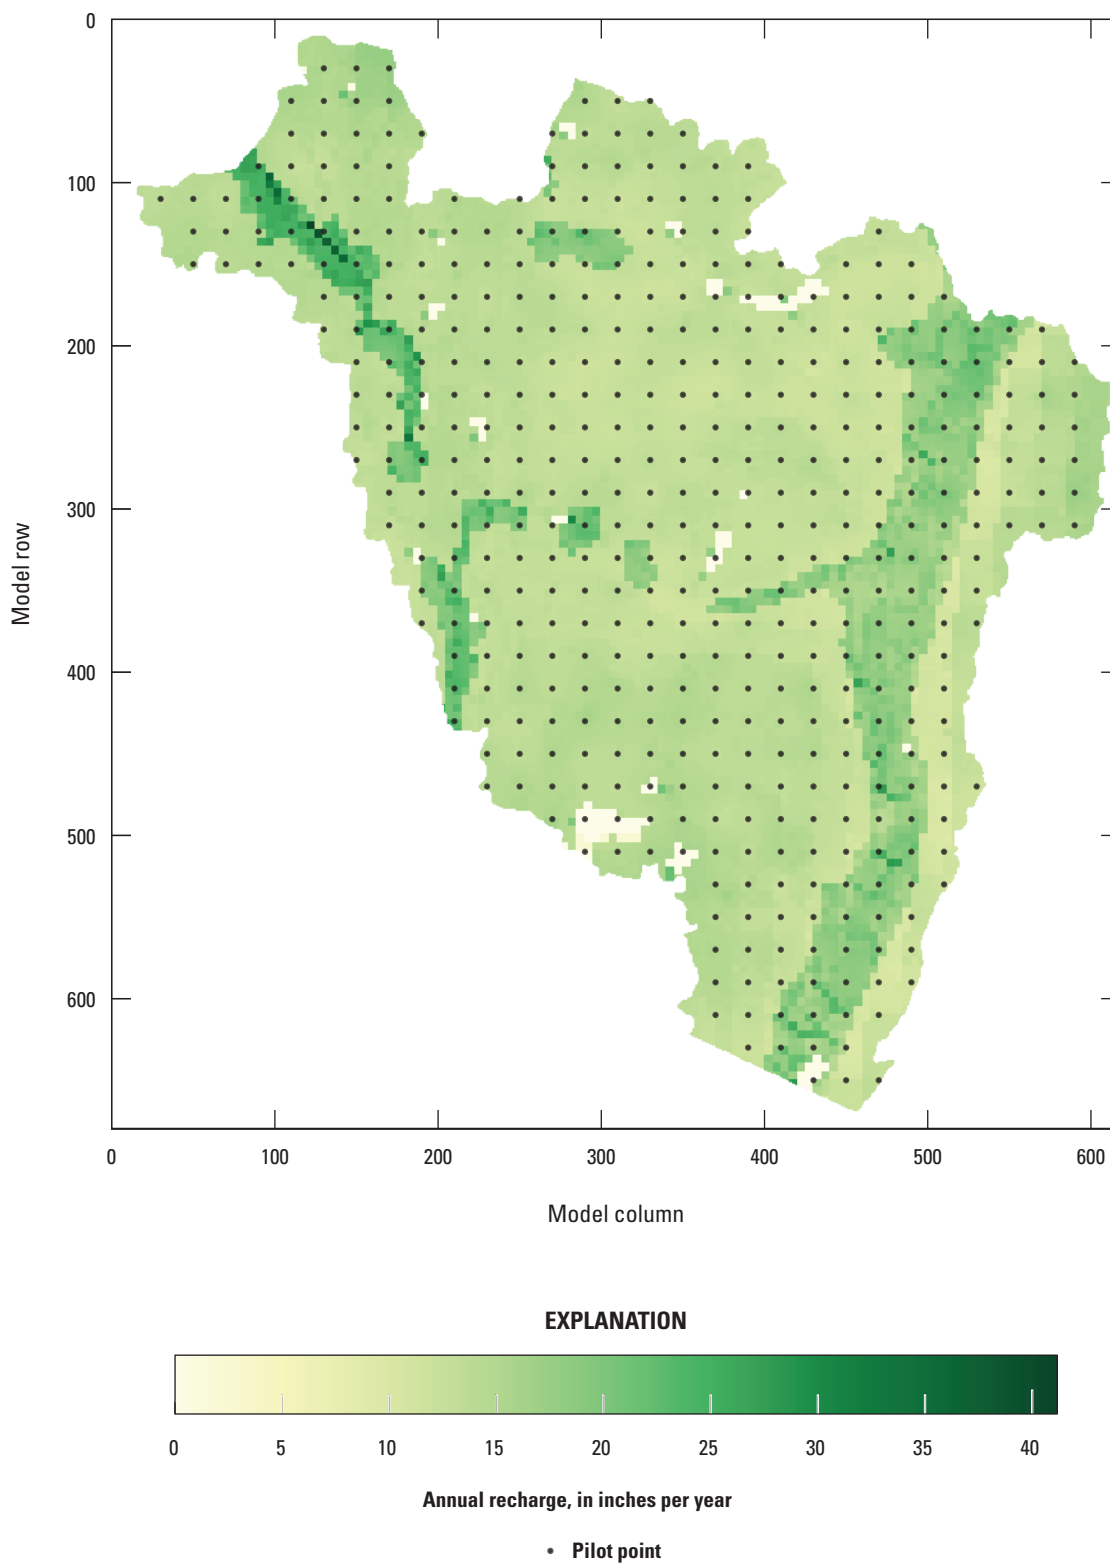 0
100
200
300
400
500
600
Model row
0 100 200 300 400 500 600
Model column
EXPLANATION
0 5 10 15 20 25 30 35 40
Annual recharge, in inches per year
Pilot point